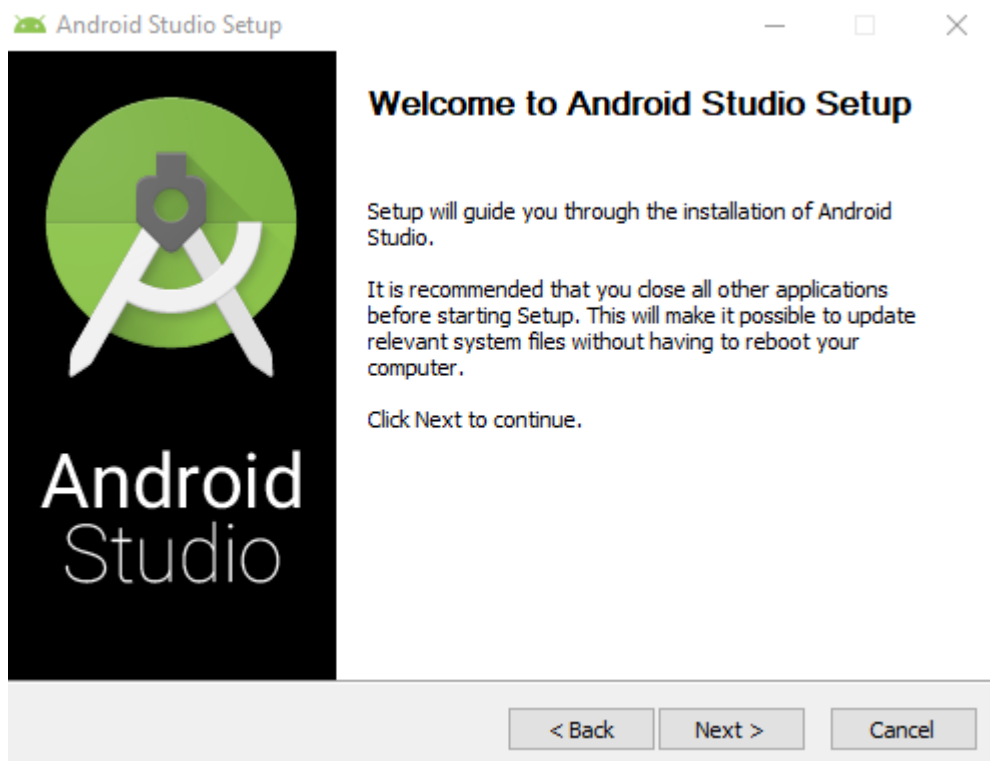 Android Studio Setup
Welcome to Android Studio Setup
Setup will guide you through the installation of Android
Studio.
It is recommended that you close all other applications
before starting Setup. This will make it possible to update
relevant system files without having to reboot your
computer.
Click Next to continue.
Android
Studio
< Back
Next >
Cancel